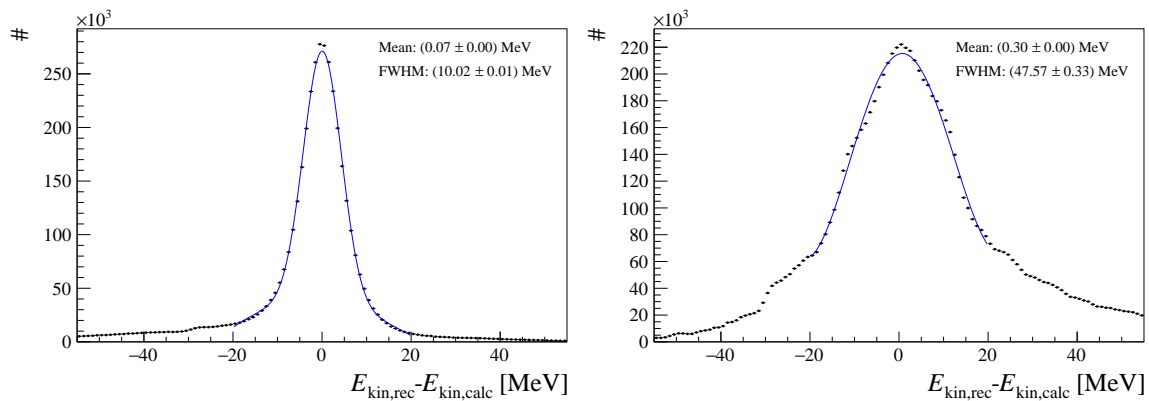 ×10³
#
Mean: (0.07 ± 0.00) MeV
FWHM: (10.02 ± 0.01) MeV
250
200
150
100
50
0
−40 −20 0 20 40
E_kin,rec-E_kin,calc [MeV]
×10³
#
Mean: (0.30 ± 0.00) MeV
FWHM: (47.57 ± 0.33) MeV
220
200
180
160
140
120
100
80
60
40
20
0
−40 −20 0 20 40
E_kin,rec-E_kin,calc [MeV]